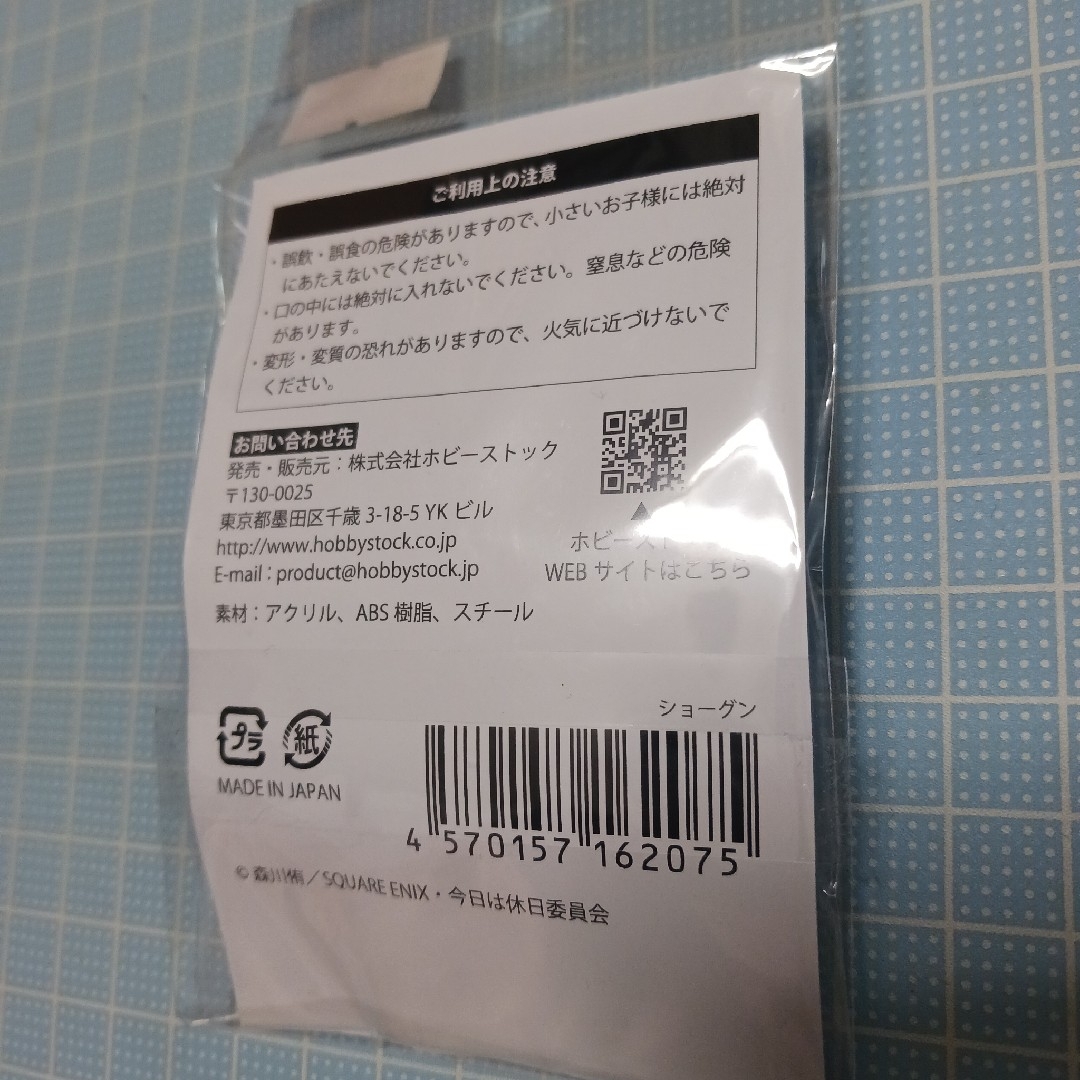 ご利用上の注意
・誤飲・誤食の危険がありますので、小さいお子様には絶対
にあたえないでください。
・口の中には絶対に入れないでください。窒息などの危険
があります。
・変形・変質の恐れがありますので、火気に近づけないで
ください。
お問い合わせ先
発売・販売元：株式会社ホビーストック
〒130-0025
東京都墨田区千歳 3-18-5 YK ビル
http://www.hobbystock.co.jp
E-mail：product@hobbystock.jp
▲
ホビースト
WEB サイトはこちら
素材：アクリル、ABS 樹脂、スチール
プラ
紙
MADE IN JAPAN
ショーグン
4 570157 162075
© 森川侑／SQUARE ENIX・今日は休日委員会